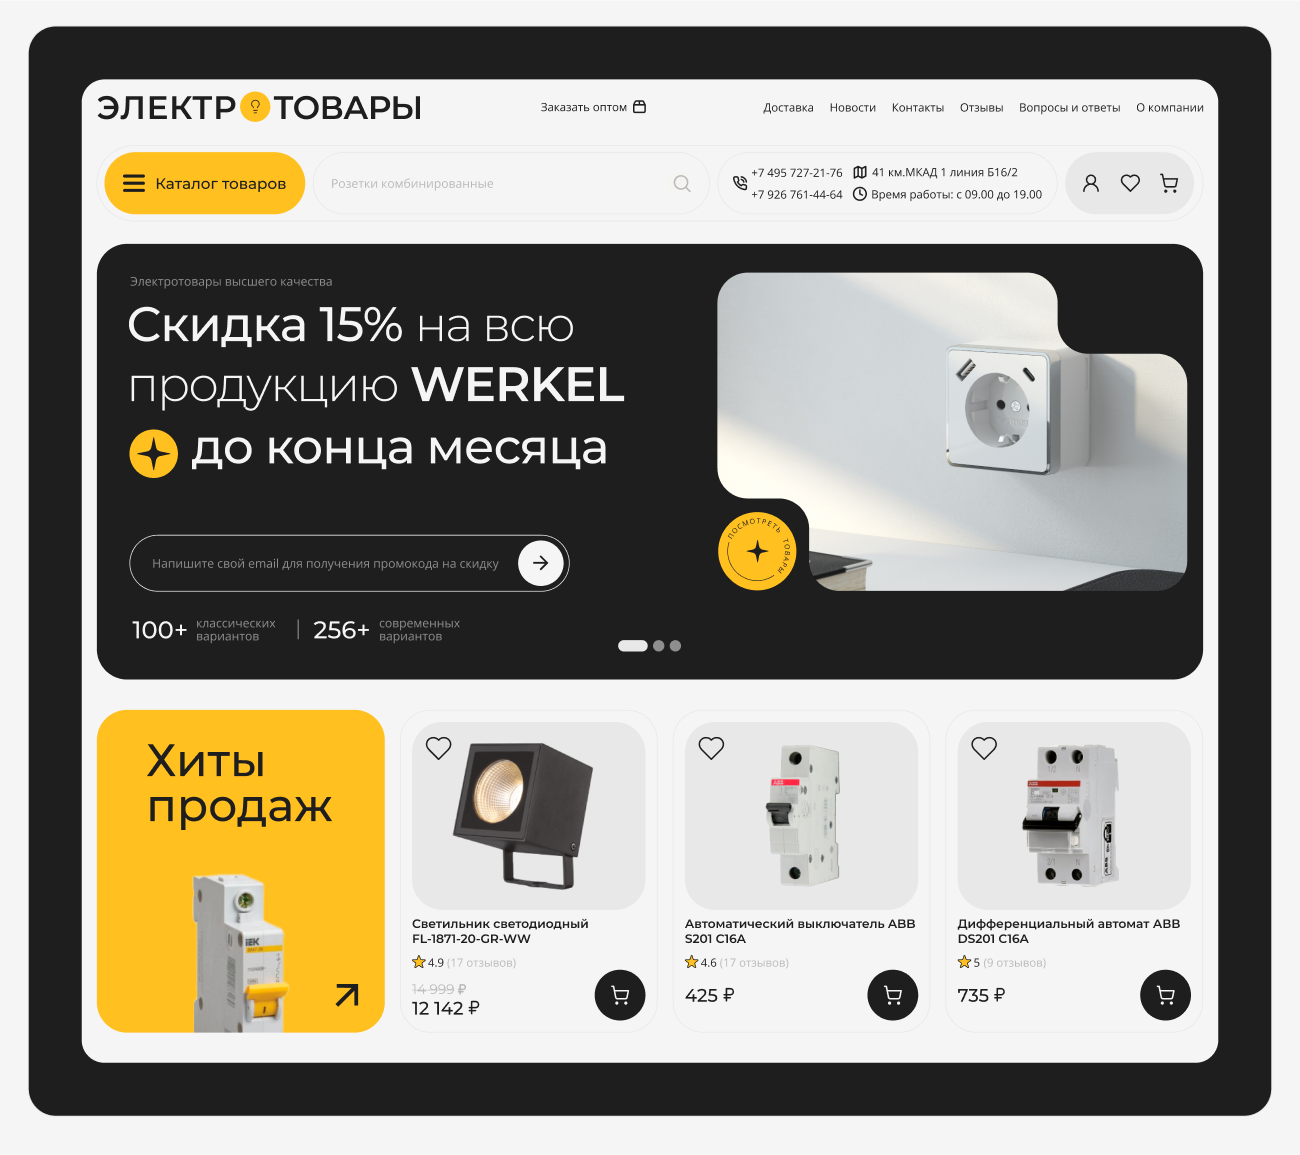 ЭЛЕКТР ТОВАРЫ
Заказать оптом
Доставка Новости Контакты Отзывы Вопросы и ответы О компании
Каталог товаров
Розетки комбинированные
+7 495 727-21-76
+7 926 761-44-64
41 км.МКАД 1 линия Б16/2
Время работы: с 09.00 до 19.00
Электротовары высшего качества
Скидка 15% на всю
продукцию WERKEL
до конца месяца
Напишите свой email для получения промокода на скидку
100+ классических
вариантов
256+ современных
вариантов
ПОСМОТРЕТЬ ТОВАРЫ
Хиты
продаж
IEK
ABB
ABB
Светильник светодиодный
FL-1871-20-GR-WW
4.9 (17 отзывов)
14 999 ₽
12 142 ₽
Автоматический выключатель ABB
S201 C16A
4.6 (17 отзывов)
425 ₽
Дифференциальный автомат ABB
DS201 C16A
5 (9 отзывов)
735 ₽